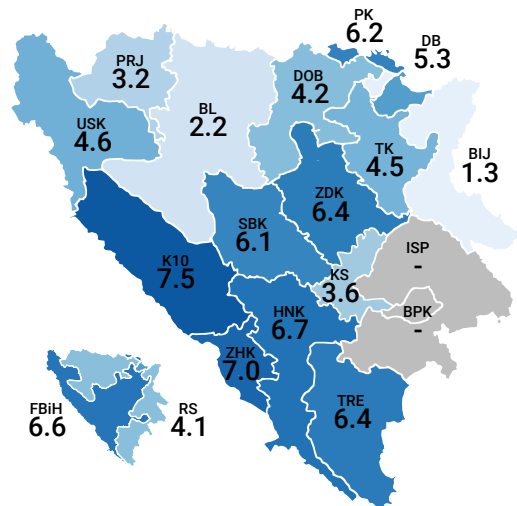 PK
6.2
DB
5.3
PRJ
3.2
DOB
4.2
BL
2.2
USK
4.6
TK
4.5
BIJ
1.3
ZDK
6.4
SBK
6.1
ISP
-
K10
7.5
KS
3.6
HNK
6.7
BPK
-
ZHK
7.0
TRE
6.4
FBiH
6.6
RS
4.1